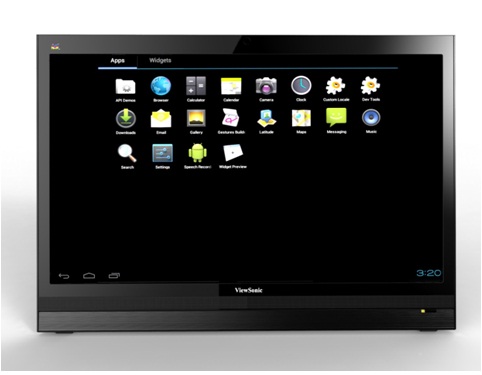 Apps Widgets
API Demos Browser Calculator Calendar Camera Clock Custom Locale Dev Tools
Downloads Email Gallery Gestures Build Latitude Maps Messaging Music
Search Settings Speech Recorr Widget Preview
3:20
ViewSonic